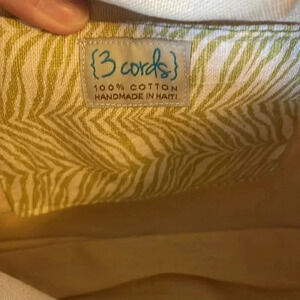 {3 cords}
100% COTTON
HANDMADE IN HAITI